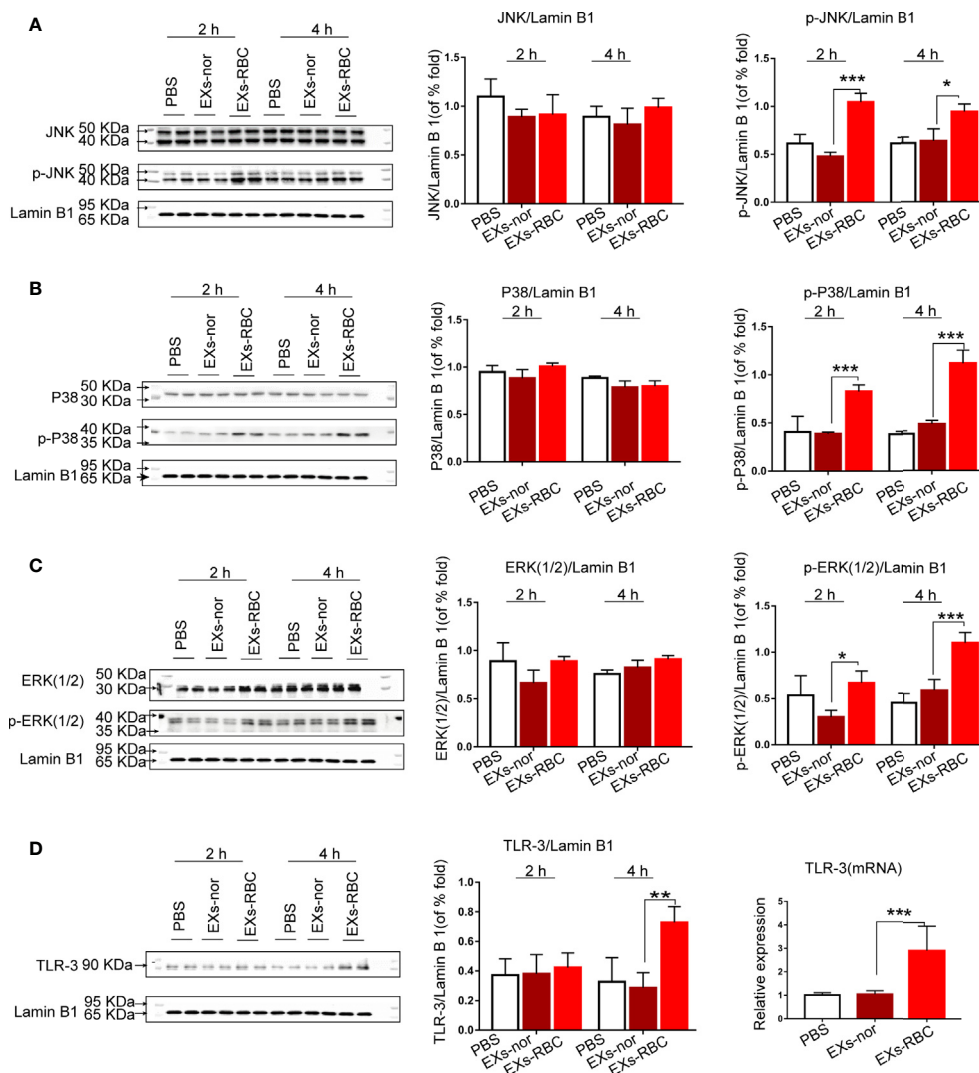 A
2 h
4 h
PBS
EXs-nor
EXs-RBC
PBS
EXs-nor
EXs-RBC
JNK
50 KDa
40 KDa
p-JNK
50 KDa
40 KDa
Lamin B1
95 KDa
65 KDa
JNK/Lamin B1
JNK/Lamin B 1(of % fold)
2 h
4 h
1.5
1.0
0.5
0.0
PBS
EXs-nor
EXs-RBC
PBS
EXs-nor
EXs-RBC
p-JNK/Lamin B1
p-JNK/Lamin B 1(of % fold)
2 h
4 h
***
*
1.5
1.0
0.5
0.0
PBS
EXs-nor
EXs-RBC
PBS
EXs-nor
EXs-RBC
B
2 h
4 h
PBS
EXs-nor
EXs-RBC
PBS
EXs-nor
EXs-RBC
P38
50 KDa
30 KDa
p-P38
40 KDa
35 KDa
Lamin B1
95 KDa
65 KDa
P38/Lamin B1
P38/Lamin B 1(of % fold)
2 h
4 h
1.5
1.0
0.5
0.0
PBS
EXs-nor
EXs-RBC
PBS
EXs-nor
EXs-RBC
p-P38/Lamin B1
p-P38/Lamin B 1(of % fold)
2 h
4 h
***
***
1.5
1.0
0.5
0.0
PBS
EXs-nor
EXs-RBC
PBS
EXs-nor
EXs-RBC
C
2 h
4 h
PBS
EXs-nor
EXs-RBC
PBS
EXs-nor
EXs-RBC
ERK(1/2)
50 KDa
30 KDa
p-ERK(1/2)
40 KDa
35 KDa
Lamin B1
95 KDa
65 KDa
ERK(1/2)/Lamin B1
ERK(1/2)/Lamin B 1(of % fold)
2 h
4 h
1.5
1.0
0.5
0.0
PBS
EXs-nor
EXs-RBC
PBS
EXs-nor
EXs-RBC
p-ERK(1/2)/Lamin B1
p-ERK(1/2)/Lamin B 1(of % fold)
2 h
4 h
*
***
1.5
1.0
0.5
0.0
PBS
EXs-nor
EXs-RBC
PBS
EXs-nor
EXs-RBC
D
2 h
4 h
PBS
EXs-nor
EXs-RBC
PBS
EXs-nor
EXs-RBC
TLR-3
90 KDa
Lamin B1
95 KDa
65 KDa
TLR-3/Lamin B1
TLR-3/Lamin B 1(of % fold)
2 h
4 h
**
1.0
0.8
0.6
0.4
0.2
0.0
PBS
EXs-nor
EXs-RBC
PBS
EXs-nor
EXs-RBC
TLR-3(mRNA)
Relative expression
***
5
4
3
2
1
0
PBS
EXs-nor
EXs-RBC